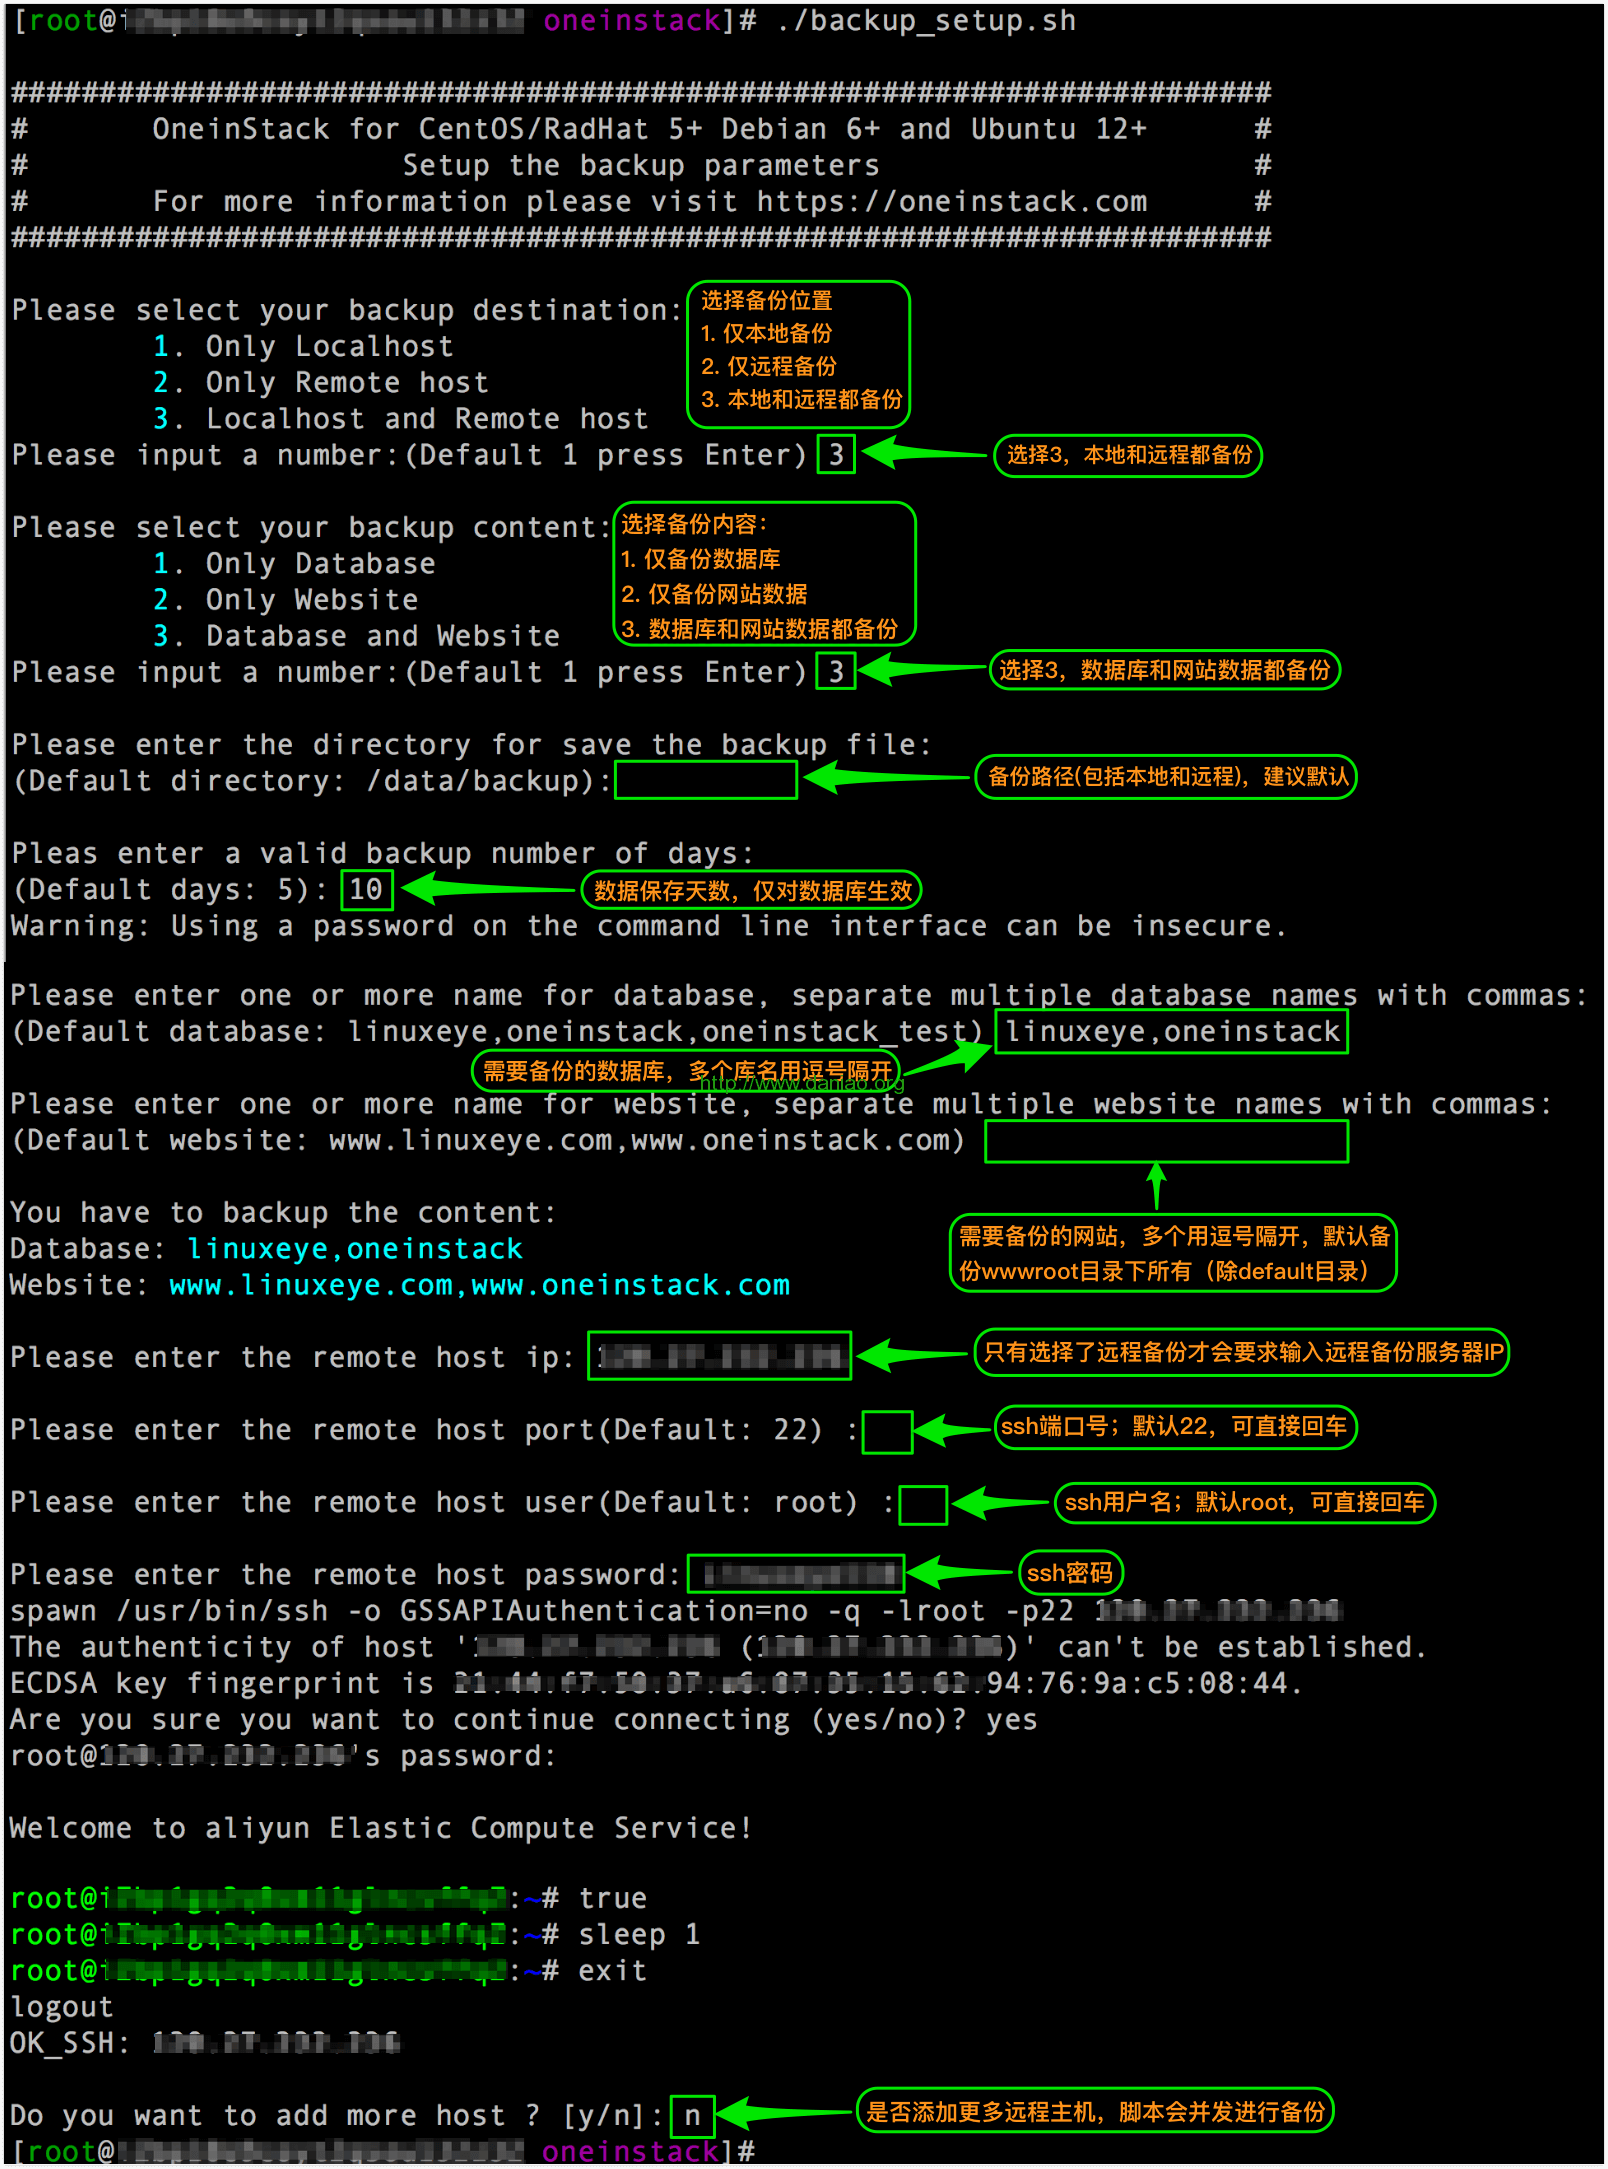 [root@ oneinstack]# ./backup_setup.sh
#######################################################################
# OneinStack for CentOS/RadHat 5+ Debian 6+ and Ubuntu 12+ #
# Setup the backup parameters #
# For more information please visit https://oneinstack.com #
#######################################################################
Please select your backup destination:
1. Only Localhost
2. Only Remote host
3. Localhost and Remote host
选择备份位置
1. 仅本地备份
2. 仅远程备份
3. 本地和远程都备份
Please input a number:(Default 1 press Enter) 3
选择3，本地和远程都备份
Please select your backup content:
1. Only Database
2. Only Website
3. Database and Website
选择备份内容：
1. 仅备份数据库
2. 仅备份网站数据
3. 数据库和网站数据都备份
Please input a number:(Default 1 press Enter) 3
选择3，数据库和网站数据都备份
Please enter the directory for save the backup file:
(Default directory: /data/backup):
备份路径(包括本地和远程)，建议默认
Pleas enter a valid backup number of days:
(Default days: 5): 10
数据保存天数，仅对数据库生效
Warning: Using a password on the command line interface can be insecure.
Please enter one or more name for database, separate multiple database names with commas:
(Default database: linuxeye,oneinstack,oneinstack_test) linuxeye,oneinstack
需要备份的数据库，多个库名用逗号隔开
http://www.daniao.org
Please enter one or more name for website, separate multiple website names with commas:
(Default website: www.linuxeye.com,www.oneinstack.com)
需要备份的网站，多个用逗号隔开，默认备
份wwwroot目录下所有（除default目录）
You have to backup the content:
Database: linuxeye,oneinstack
Website: www.linuxeye.com,www.oneinstack.com
Please enter the remote host ip:
只有选择了远程备份才会要求输入远程备份服务器IP
Please enter the remote host port(Default: 22) :
ssh端口号；默认22，可直接回车
Please enter the remote host user(Default: root) :
ssh用户名；默认root，可直接回车
Please enter the remote host password:
ssh密码
spawn /usr/bin/ssh -o GSSAPIAuthentication=no -q -lroot -p22
The authenticity of host ' ( )' can't be established.
ECDSA key fingerprint is 94:76:9a:c5:08:44.
Are you sure you want to continue connecting (yes/no)? yes
root@ 's password:
Welcome to aliyun Elastic Compute Service!
root@ :~# true
root@ :~# sleep 1
root@ :~# exit
logout
OK_SSH:
Do you want to add more host ? [y/n]: n
是否添加更多远程主机，脚本会并发进行备份
[root@ oneinstack]#